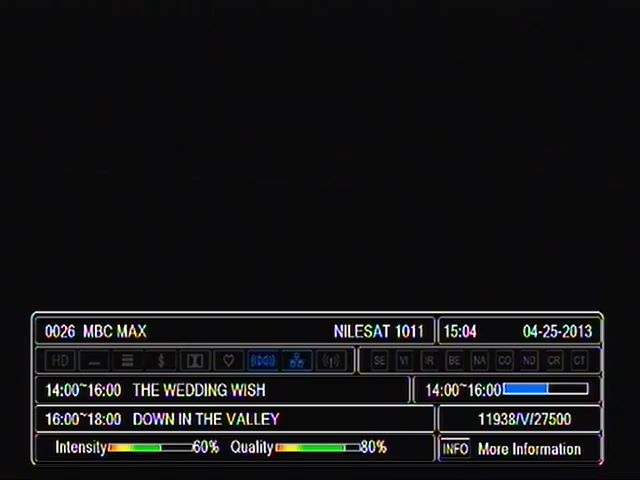 0026 MBC MAX NILESAT 1011 15:04 04-25-2013
HD $ SE VI IR BE NA CO ND CR CT
14:00~16:00 THE WEDDING WISH 14:00~16:00
16:00~18:00 DOWN IN THE VALLEY 11938/V/27500
Intensity 60% Quality 80% INFO More Information